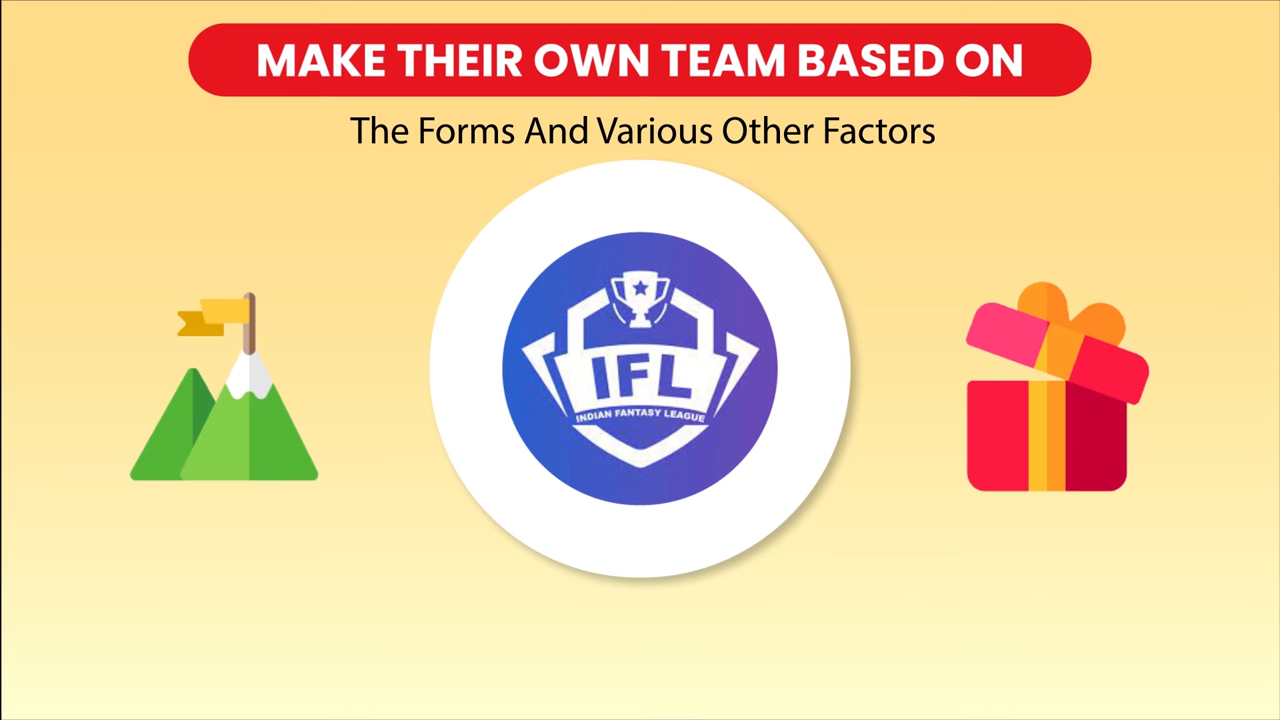 MAKE THEIR OWN TEAM BASED ON
The Forms And Various Other Factors
IFL
INDIAN FANTASY LEAGUE